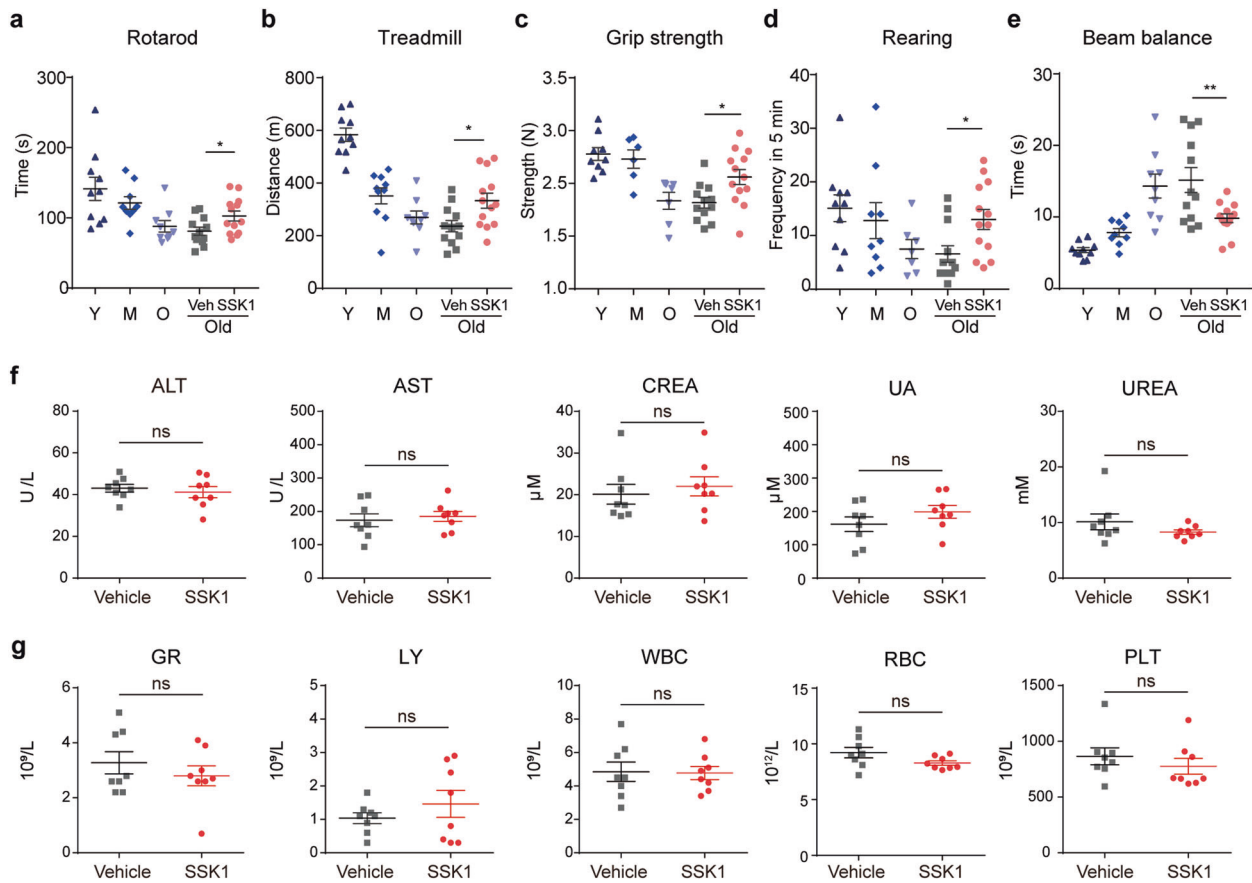 a Rotarod
Time (s)
300
200
100
0
Y M O Veh SSK1
Old
*
b Treadmill
Distance (m)
800
600
400
200
0
Y M O Veh SSK1
Old
*
c Grip strength
Strength (N)
3.5
3.0
2.5
1.5
1.0
Y M O Veh SSK1
Old
*
d Rearing
Frequency in 5 min
40
30
20
10
0
Y M O Veh SSK1
Old
*
e Beam balance
Time (s)
30
20
10
0
Y M O Veh SSK1
Old
**
f
ALT
U /L
80
60
40
20
0
ns
Vehicle SSK1
AST
U /L
500
400
300
200
100
0
ns
Vehicle SSK1
CREA
µM
40
30
20
10
0
ns
Vehicle SSK1
UA
µM
500
400
300
200
100
0
ns
Vehicle SSK1
UREA
mM
30
20
10
0
ns
Vehicle SSK1
g
GR
10⁹/L
6
4
2
0
ns
Vehicle SSK1
LY
10⁹/L
5
4
3
2
1
0
ns
Vehicle SSK1
WBC
10⁹/L
10
8
6
4
2
0
ns
Vehicle SSK1
RBC
10¹²/L
15
10
5
0
ns
Vehicle SSK1
PLT
10⁹/L
1500
1000
500
0
ns
Vehicle SSK1